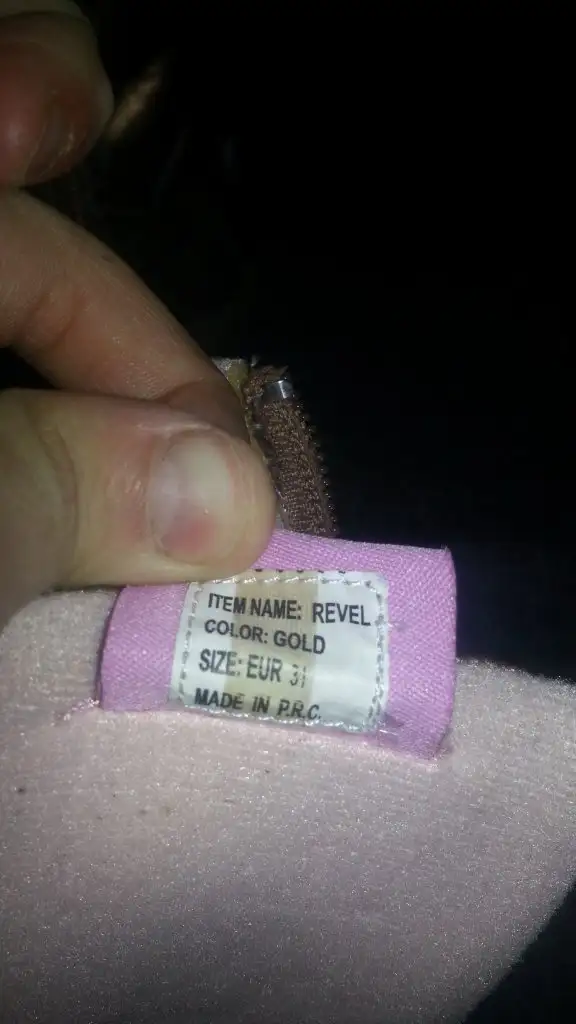 ITEM NAME: REVEL
COLOR: GOLD
SIZE: EUR 31
MADE IN P.R.C.